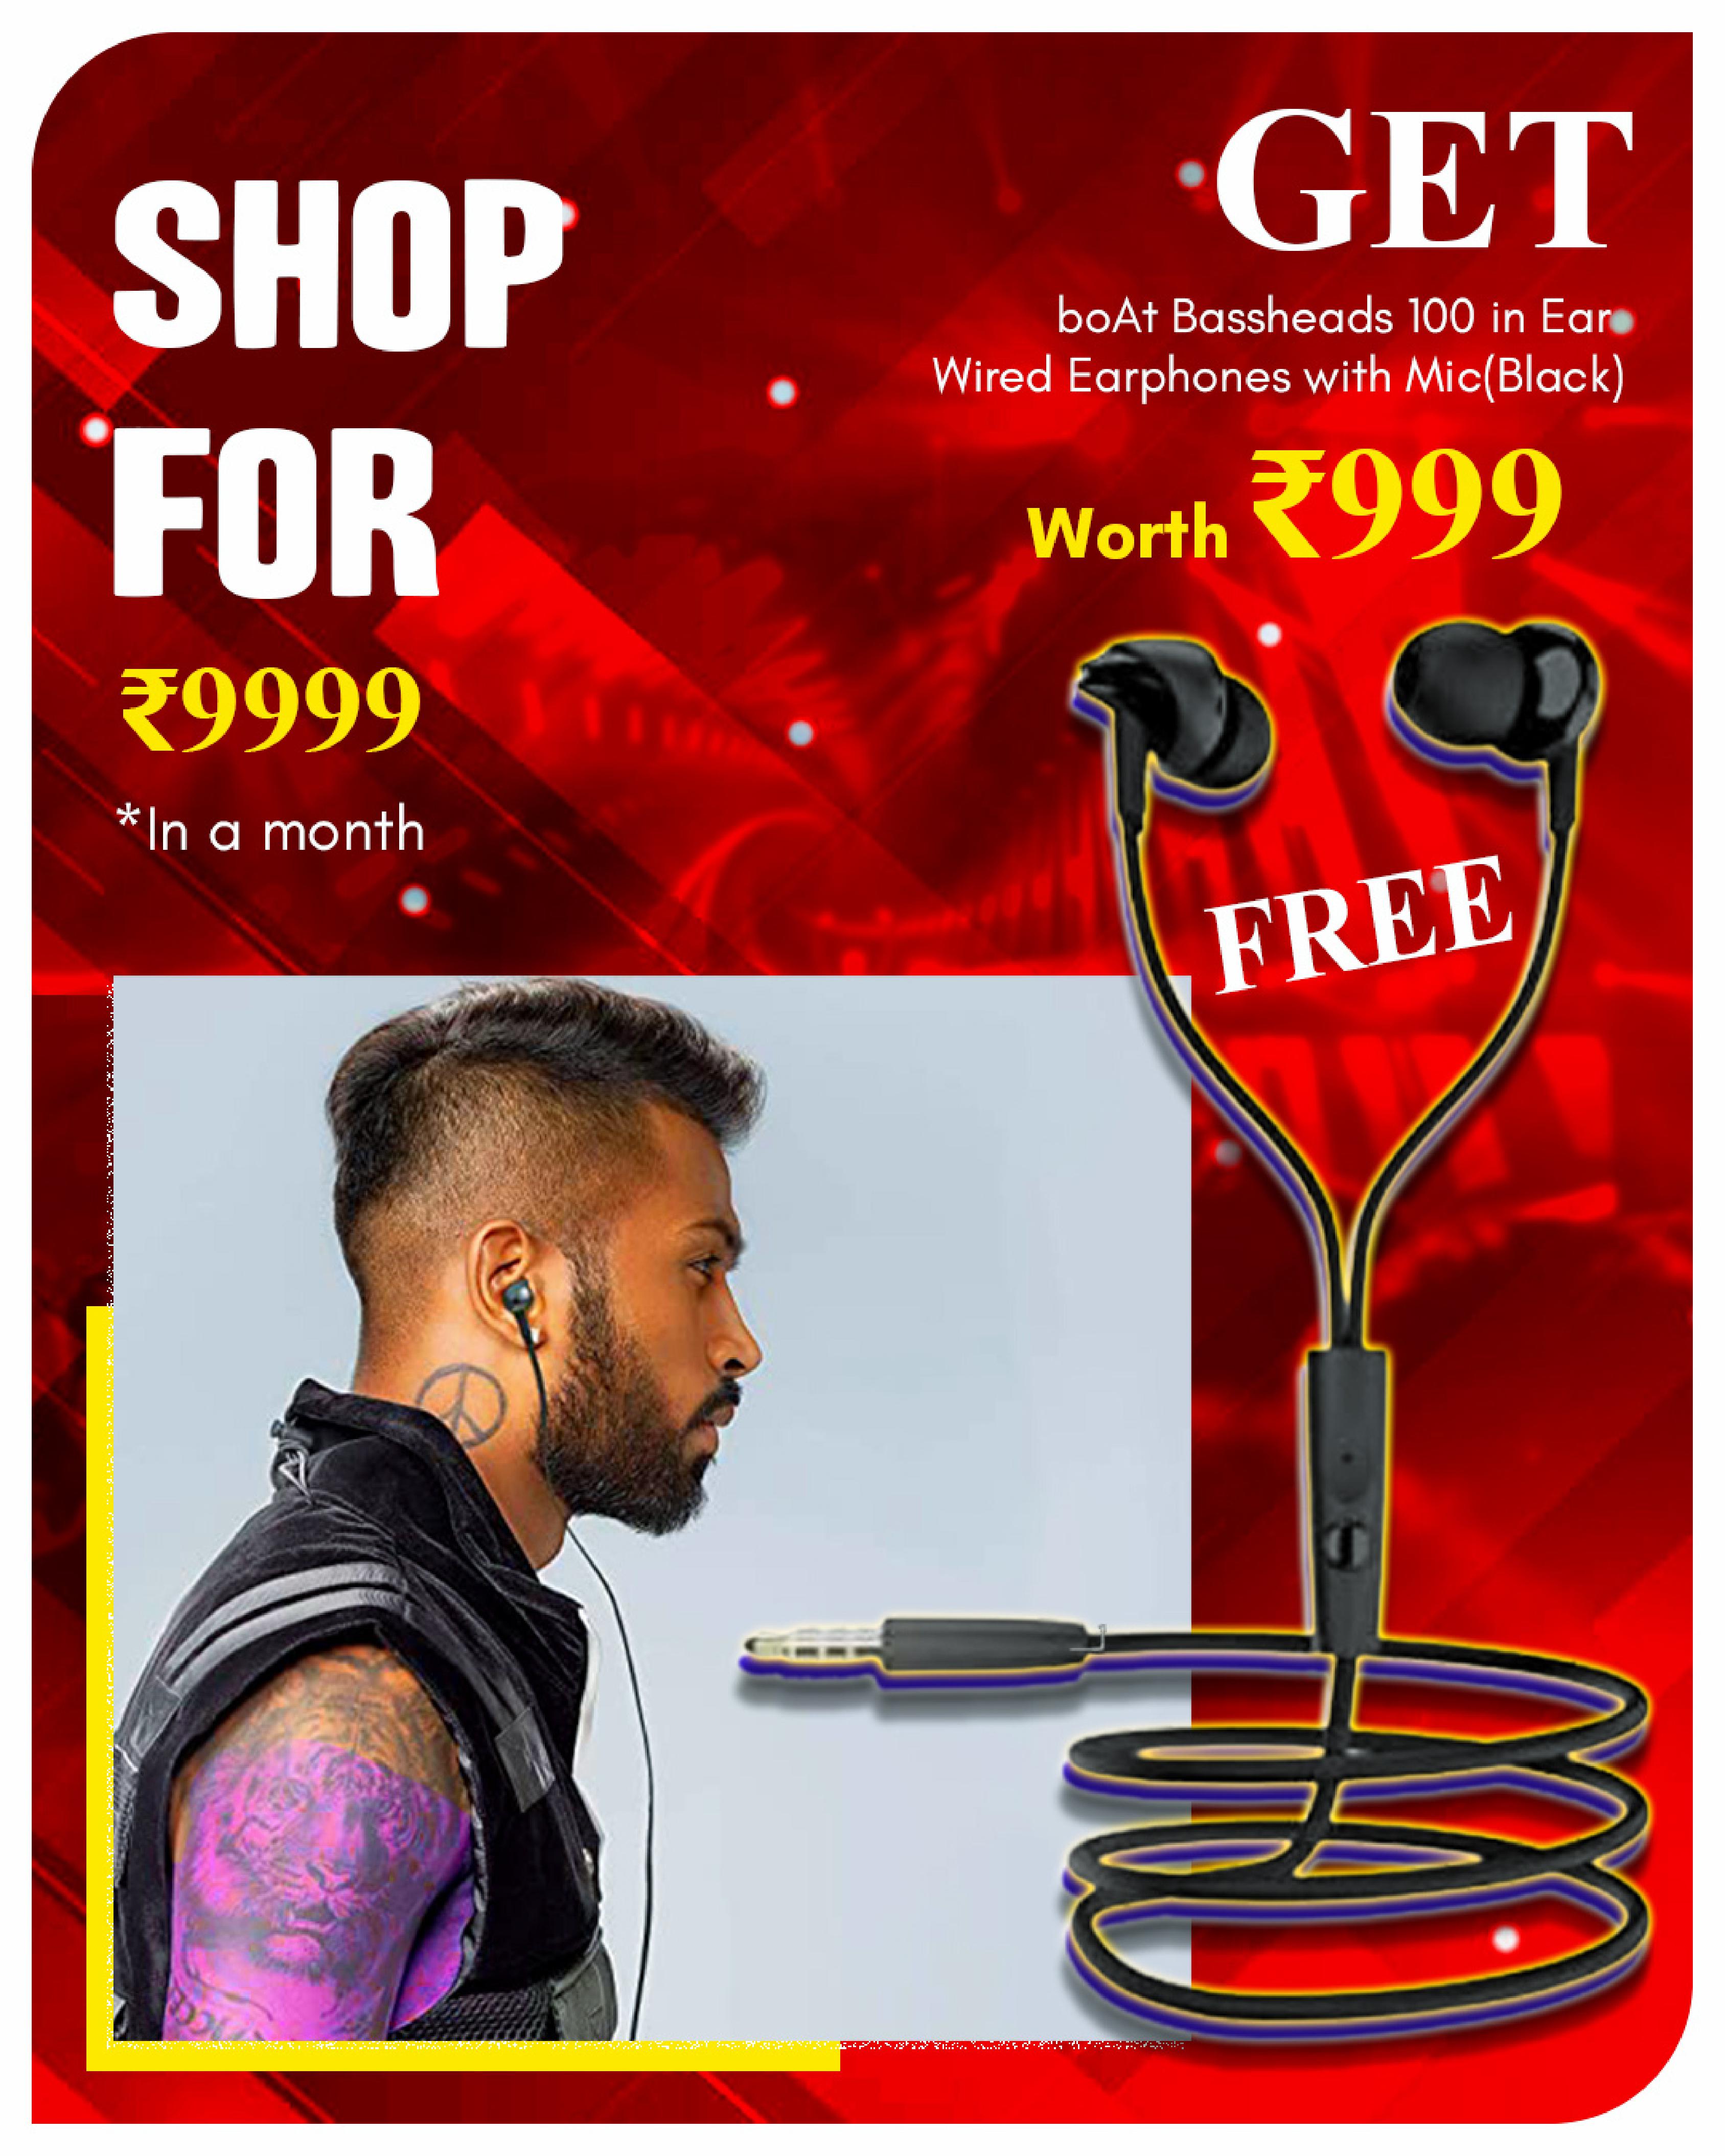 SHOP
FOR
₹9999
*In a month
GET
boAt Bassheads 100 in Ear
Wired Earphones with Mic(Black)
Worth ₹999
FREE